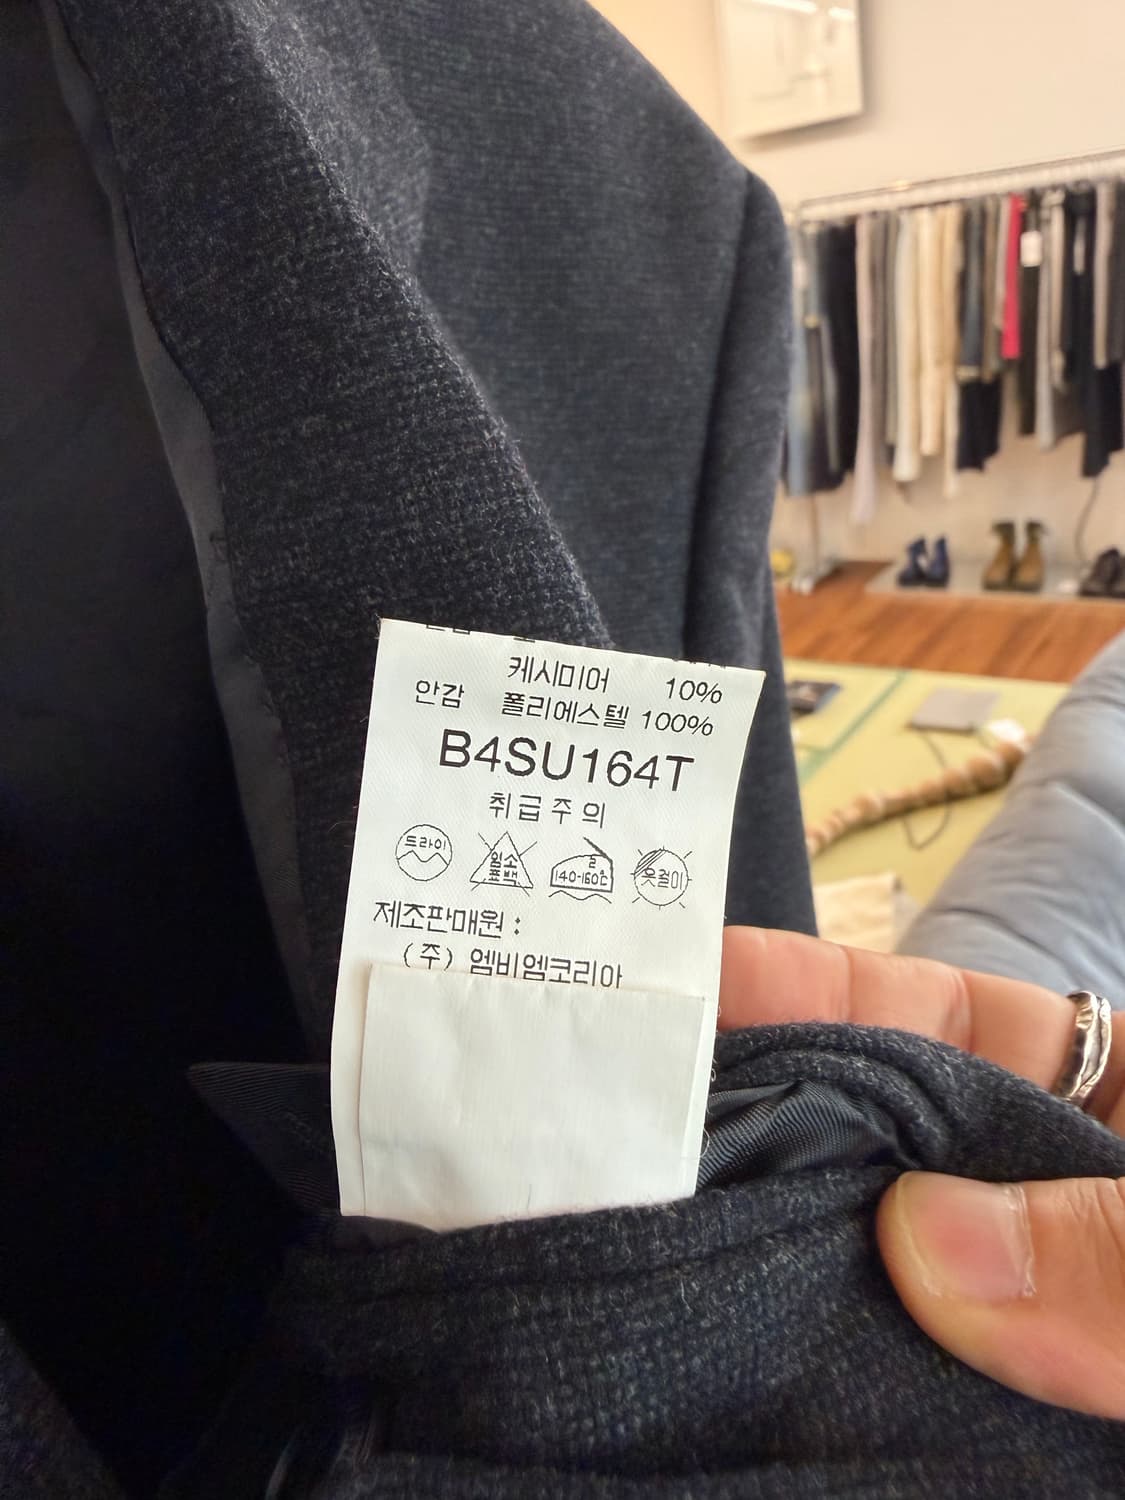 케시미어 10%
안감 폴리에스텔 100%
B4SU164T
취급주의
드라이
염소
표백
140-160℃
옷걸이
제조판매원 :
(주) 엠비엠코리아